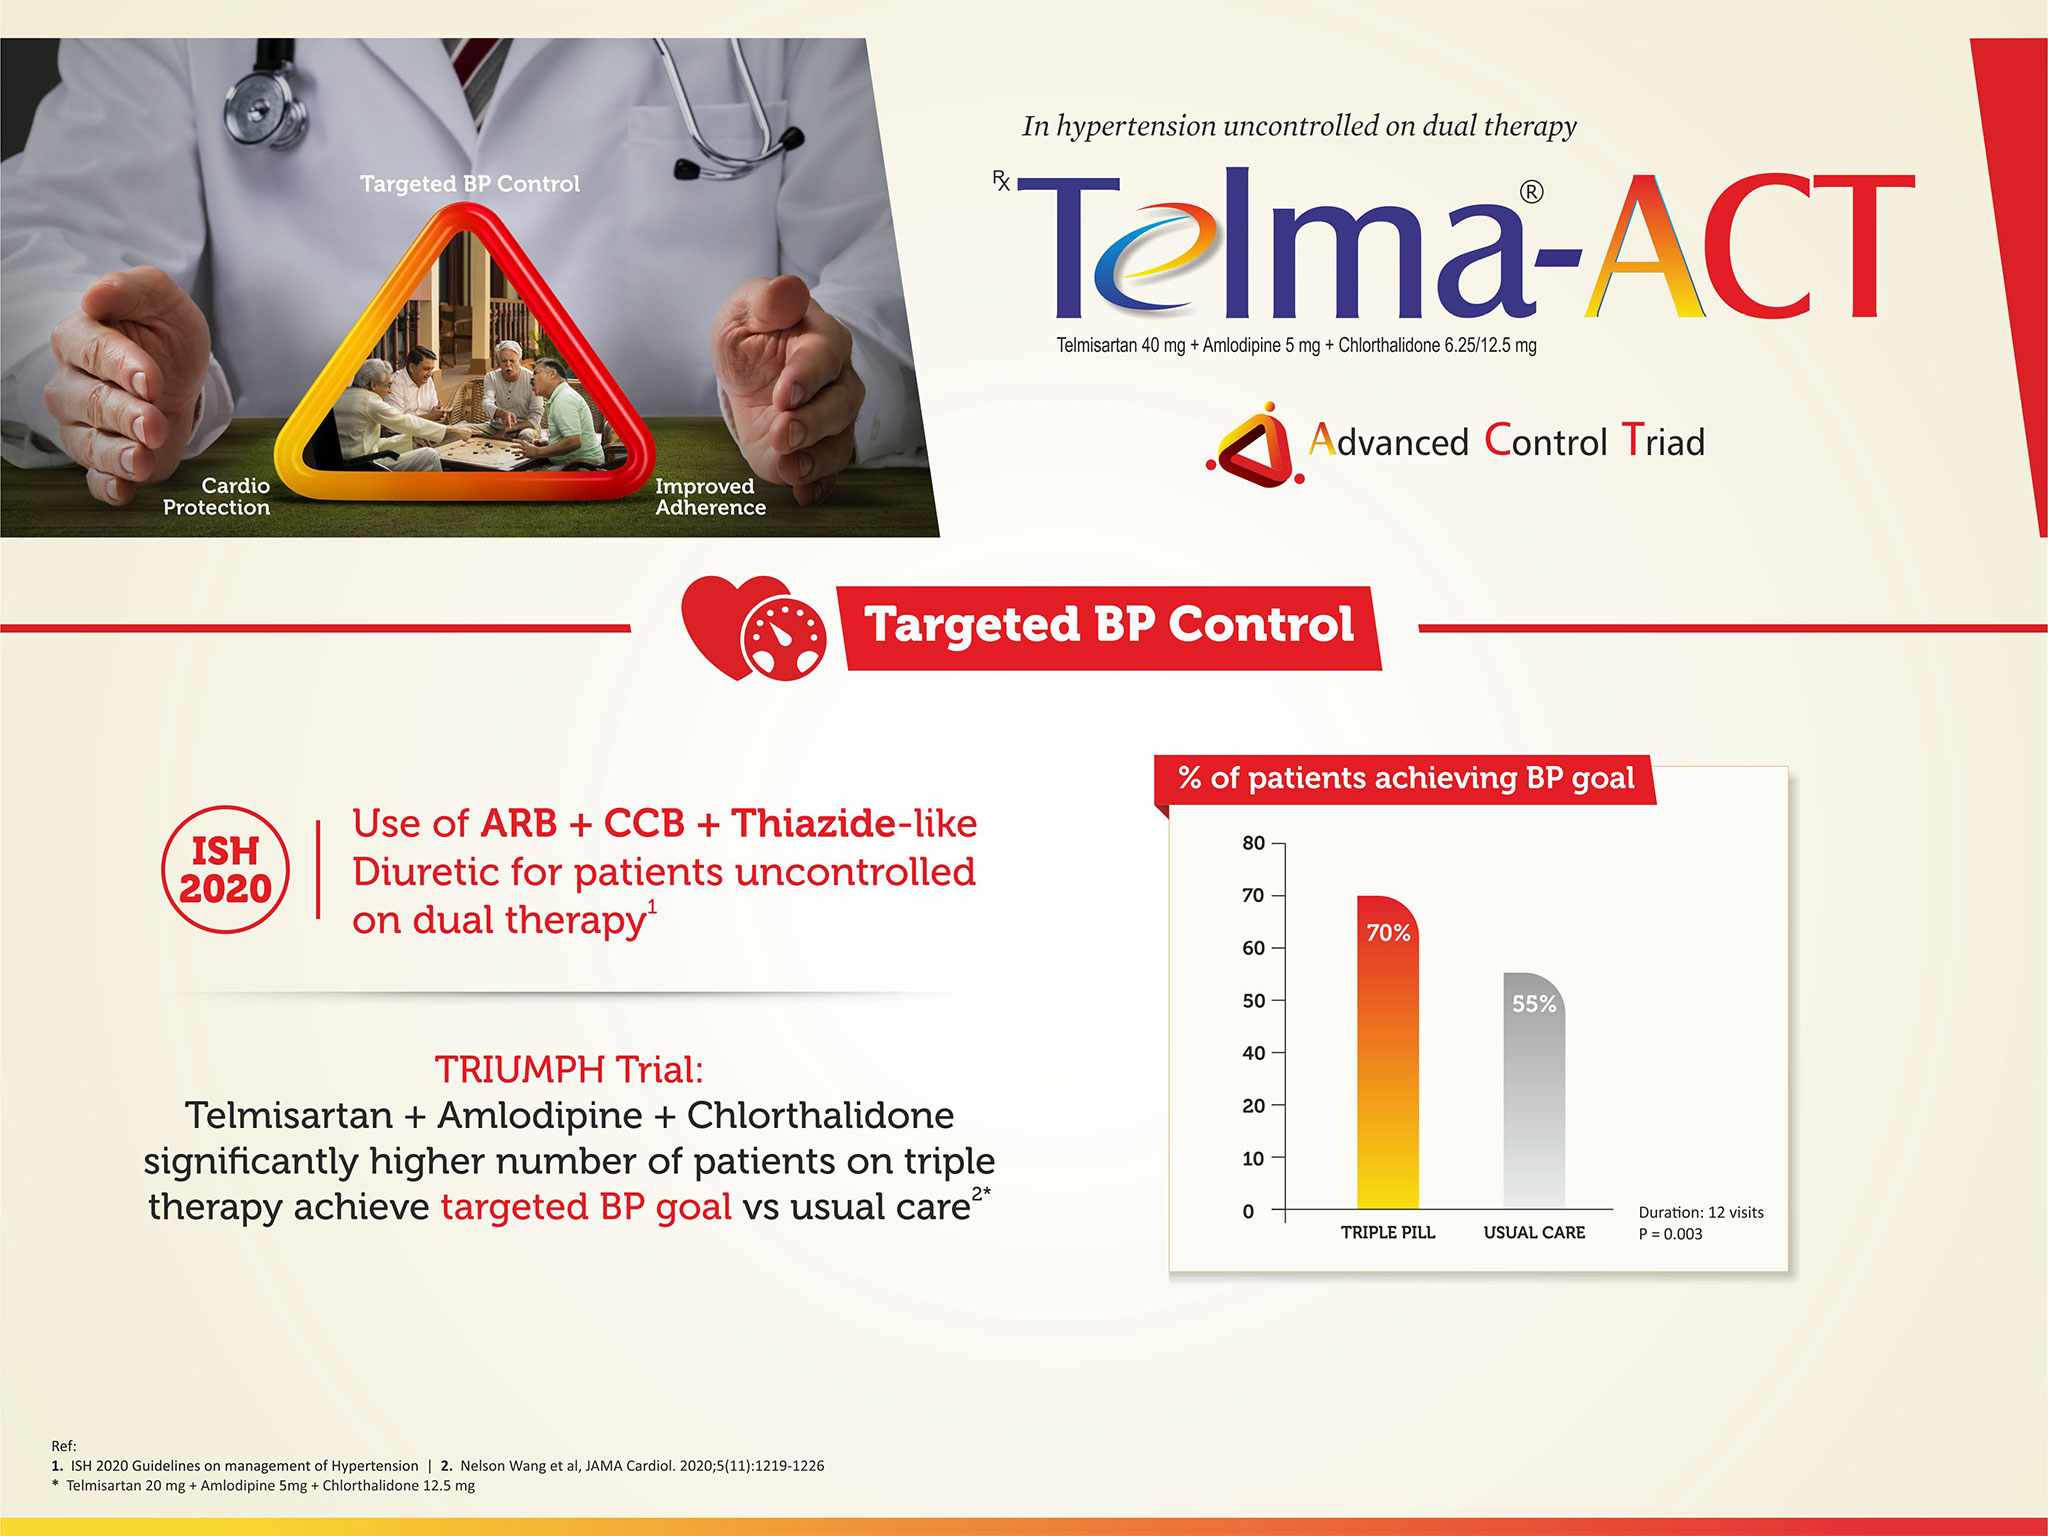 Targeted BP Control
Cardio
Protection
Improved
Adherence
In hypertension uncontrolled on dual therapy
Rx Telma®-ACT
Telmisartan 40 mg + Amlodipine 5 mg + Chlorthalidone 6.25/12.5 mg
Advanced Control Triad
Targeted BP Control
ISH
2020
Use of ARB + CCB + Thiazide-like
Diuretic for patients uncontrolled
on dual therapy1
TRIUMPH Trial:
Telmisartan + Amlodipine + Chlorthalidone
significantly higher number of patients on triple
therapy achieve targeted BP goal vs usual care2*
% of patients achieving BP goal
80
70
60
50
40
20
10
0
70%
55%
TRIPLE PILL
USUAL CARE
Duration: 12 visits
P = 0.003
Ref:
1. ISH 2020 Guidelines on management of Hypertension | 2. Nelson Wang et al, JAMA Cardiol. 2020;5(11):1219-1226
* Telmisartan 20 mg + Amlodipine 5mg + Chlorthalidone 12.5 mg